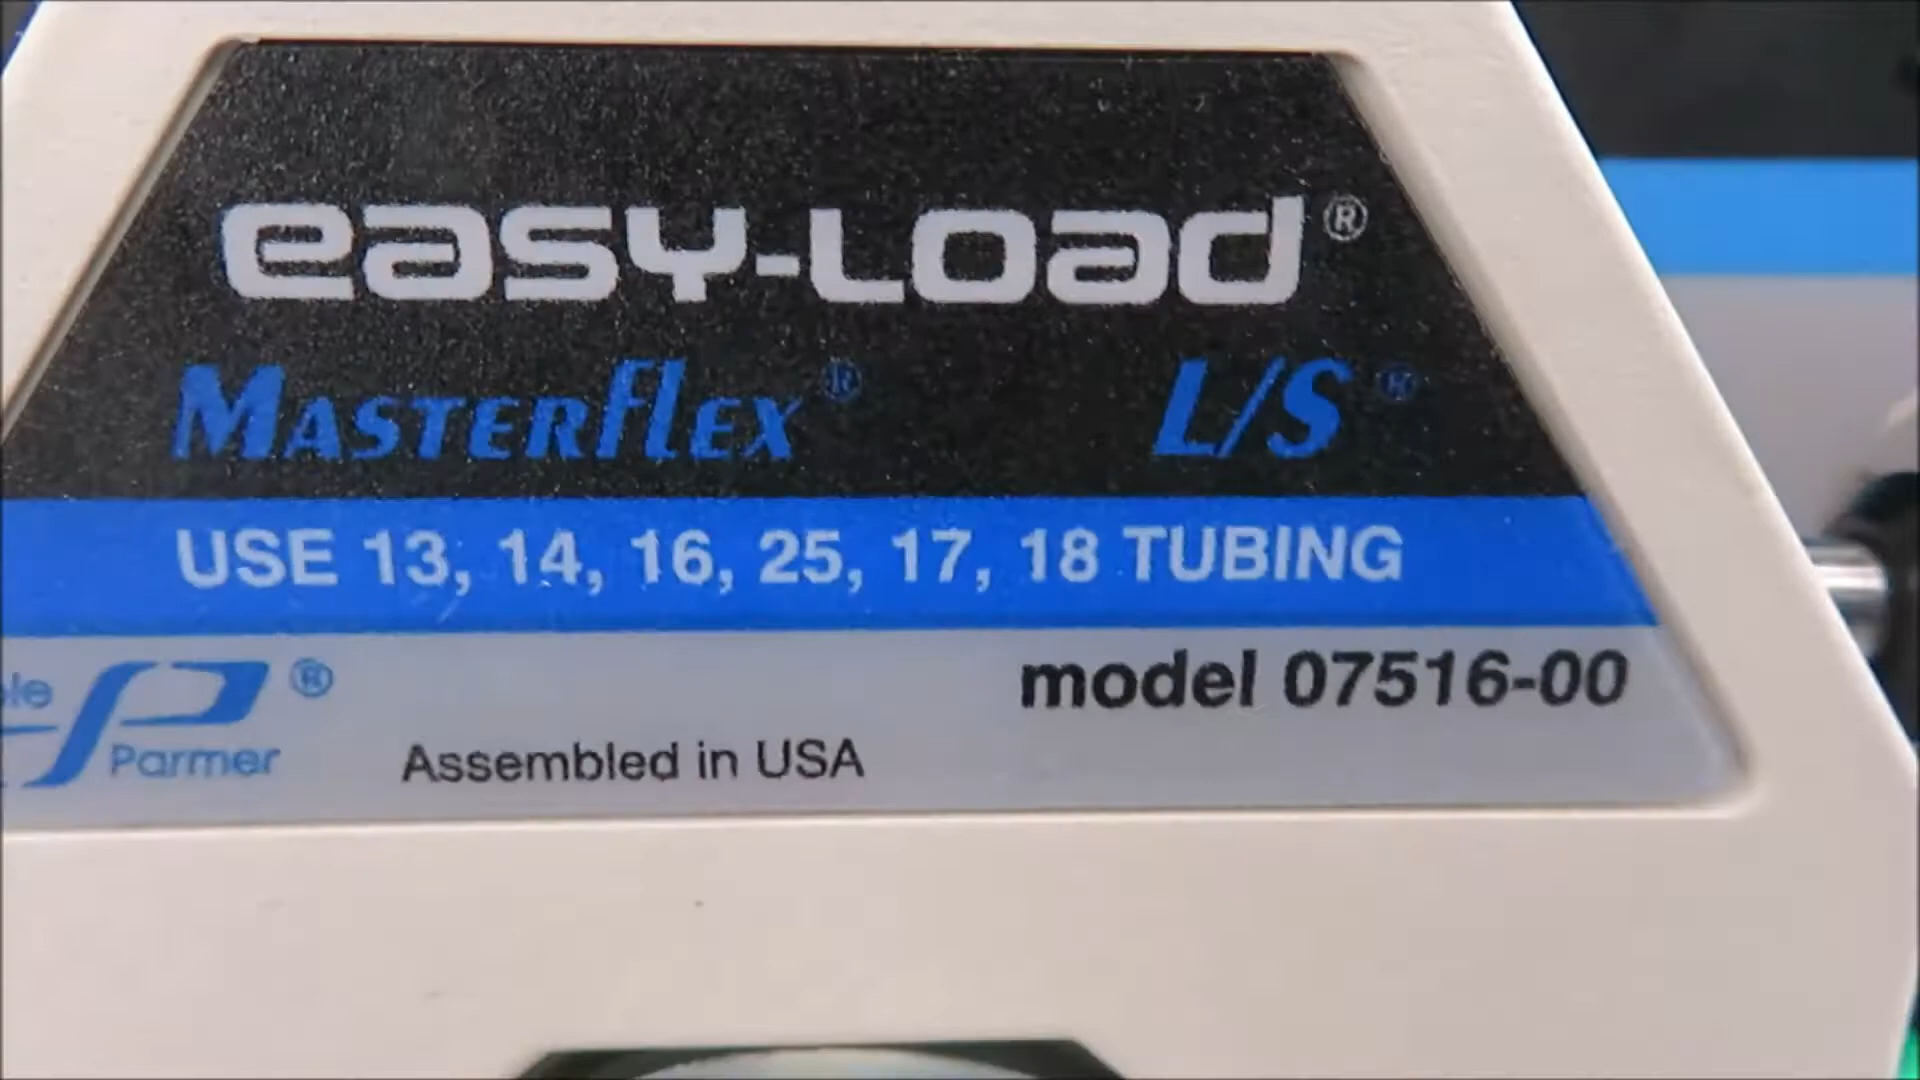 easy-Load®
MASTERFLEX® L/S®
USE 13, 14, 16, 25, 17, 18 TUBING
model 07516-00
®
Parmer
Assembled in USA